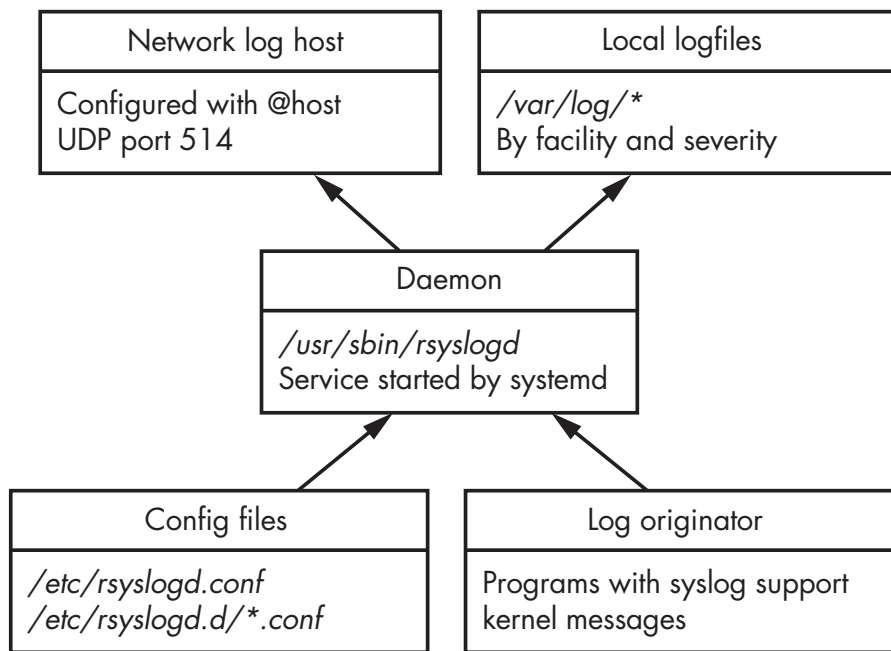 Network log host
Configured with @host
UDP port 514
Local logfiles
/var/log/*
By facility and severity
Daemon
/usr/sbin/rsyslogd
Service started by systemd
Config files
/etc/rsyslogd.conf
/etc/rsyslogd.d/*.conf
Log originator
Programs with syslog support
kernel messages